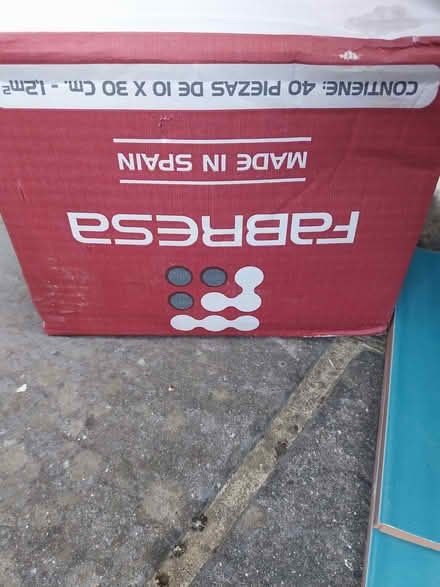 FABRESA
MADE IN SPAIN
CONTIENE: 40 PIEZAS DE 10 X 30 Cm. - 1.2m²